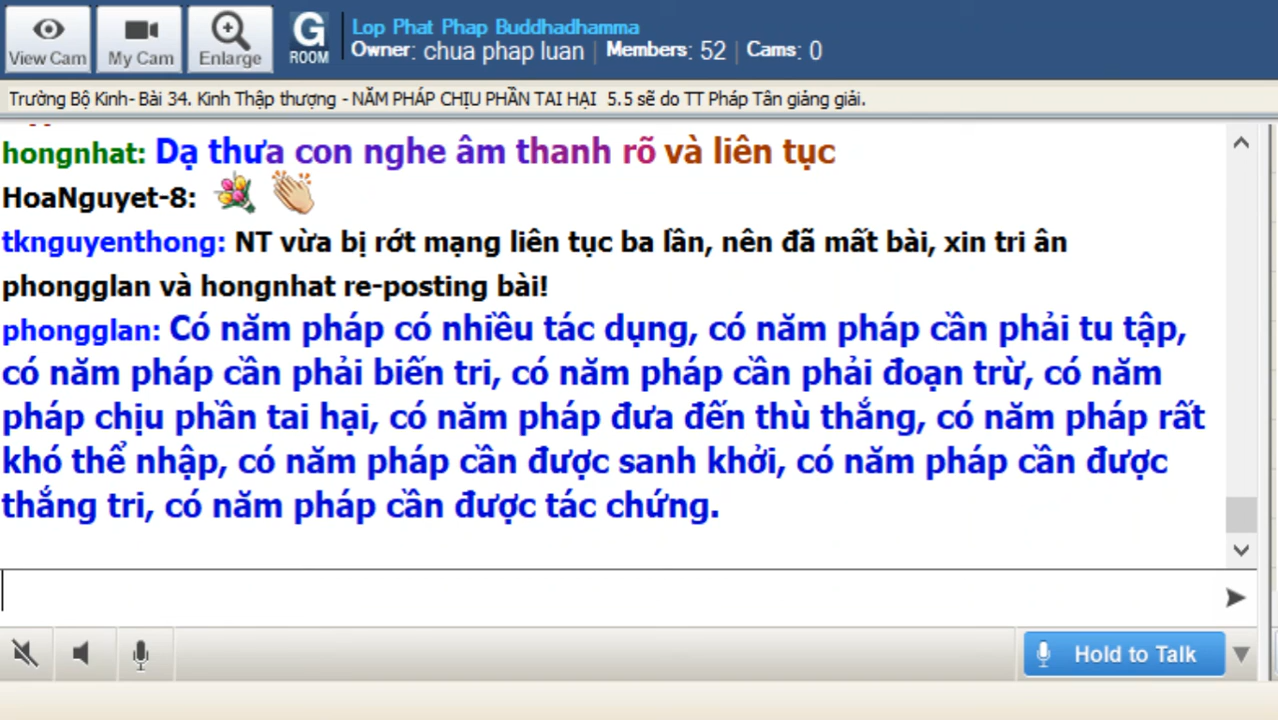 Lop Phat Phap Buddhadhamma
View Cam My Cam Enlarge G ROOM Owner: chua phap luan | Members: 52 | Cams: 0
Trường Bộ Kinh- Bài 34. Kinh Thập thượng - NĂM PHÁP CHỊU PHẦN TAI HẠI 5.5 sẽ do TT Pháp Tân giảng giải.
hongnhat: Dạ thưa con nghe âm thanh rõ và liên tục
HoaNguyet-8:
tknguyenthong: NT vừa bị rớt mạng liên tục ba lần, nên đã mất bài, xin tri ân
phongglan và hongnhat re-posting bài!
phongglan: Có năm pháp có nhiều tác dụng, có năm pháp cần phải tu tập,
có năm pháp cần phải biến tri, có năm pháp cần phải đoạn trừ, có năm
pháp chịu phần tai hại, có năm pháp đưa đến thù thắng, có năm pháp rất
khó thể nhập, có năm pháp cần được sanh khởi, có năm pháp cần được
thắng tri, có năm pháp cần được tác chứng.
Hold to Talk